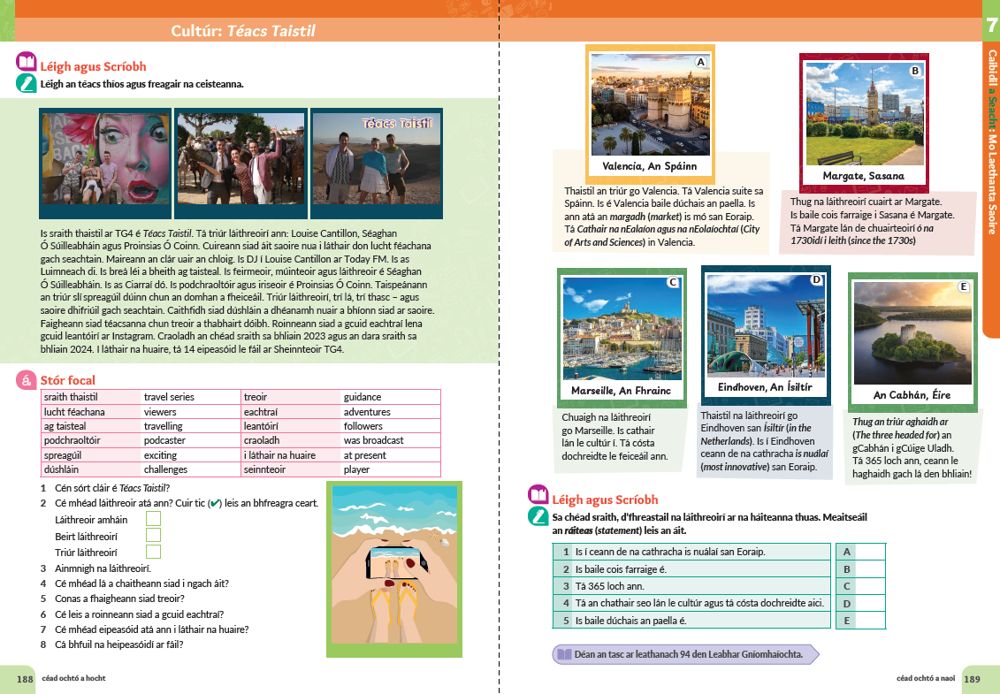 Cultúr: Téacs Taistil
Léigh agus Scríobh
Léigh an téacs thíos agus freagair na ceisteanna.
Téacs Taistil
Is sraith thaistil ar TG4 é Téacs Taistil. Tá triúr láithreoirí ann: Louise Cantillon, Séaghan
Ó Súilleabháin agus Proinsias Ó Coinn. Cuireann siad áit saoire nua i láthair don lucht féachana
gach seachtain. Maireann an clár uair an chloig. Is DJ í Louise Cantillon ar Today FM. Is as
Luimneach di. Is breá léi a bheith ag taisteal. Is feirmeoir, múinteoir agus láithreoir é Séaghan
Ó Súilleabháin. Is as Ciarraí dó. Is podchraoltóir agus iriseoir é Proinsias Ó Coinn. Taispeánann
an triúr slí spreagúil dúinn chun an domhan a fheiceáil. Triúr láithreoirí, trí lá, trí thasc – agus
saoire dhifriúil gach seachtain. Caithfidh siad dúshláin a dhéanamh nuair a bhíonn siad ar saoire.
Faigheann siad téacsanna chun treoir a thabhairt dóibh. Roinneann siad a gcuid eachtraí lena
gcuid leantóirí ar Instagram. Craoladh an chéad sraith sa bhliain 2023 agus an dara sraith sa
bhliain 2024. I láthair na huaire, tá 14 eipeasóid le fáil ar Sheinnteoir TG4.
á Stór focal
sraith thaistil travel series treoir guidance
lucht féachana viewers eachtraí adventures
ag taisteal travelling leantóirí followers
podchraoltóir podcaster craoladh was broadcast
spreagúil exciting i láthair na huaire at present
dúshláin challenges seinnteoir player
1 Cén sórt cláir é Téacs Taistil?
2 Cé mhéad láithreoir atá ann? Cuir tic (✔) leis an bhfreagra ceart.
Láithreoir amháin
Beirt láithreoirí
Triúr láithreoirí
3 Ainmnigh na láithreoirí.
4 Cé mhéad lá a chaitheann siad i ngach áit?
5 Conas a fhaigheann siad treoir?
6 Cé leis a roinneann siad a gcuid eachtraí?
7 Cé mhéad eipeasóid atá ann i láthair na huaire?
8 Cá bhfuil na heipeasóidí ar fáil?
188 céad ochtó a hocht
7
Caibidil a Seacht: Mo Laethanta Saoire
A
Valencia, An Spáinn
Thaistil an triúr go Valencia. Tá Valencia suite sa
Spáinn. Is é Valencia baile dúchais an paella. Is
ann atá an margadh (market) is mó san Eoraip.
Tá Cathair na nEalaíon agus na nEolaíochtaí (City
of Arts and Sciences) in Valencia.
B
Margate, Sasana
Thug na láithreoirí cuairt ar Margate.
Is baile cois farraige i Sasana é Margate.
Tá Margate lán de chuairteoirí ó na
1730idí i leith (since the 1730s)
C
Marseille, An Fhrainc
Chuaigh na láithreoirí
go Marseille. Is cathair
lán le cultúr í. Tá cósta
dochreidte le feiceáil ann.
D
Eindhoven, An Ísiltír
Thaistil na láithreoirí go
Eindhoven san Ísiltír (in the
Netherlands). Is í Eindhoven
ceann de na cathracha is nuálaí
(most innovative) san Eoraip.
E
An Cabhán, Éire
Thug an triúr aghaidh ar
(The three headed for) an
gCabhán i gCúige Uladh.
Tá 365 loch ann, ceann le
haghaidh gach lá den bhliain!
Léigh agus Scríobh
Sa chéad sraith, d'fhreastail na láithreoirí ar na háiteanna thuas. Meaitseáil
an ráiteas (statement) leis an áit.
1 Is í ceann de na cathracha is nuálaí san Eoraip. A
2 Is baile cois farraige é. B
3 Tá 365 loch ann. C
4 Tá an chathair seo lán le cultúr agus tá cósta dochreidte aici. D
5 Is baile dúchais an paella é. E
Déan an tasc ar leathanach 94 den Leabhar Gníomhaíochta.
céad ochtó a naoi 189